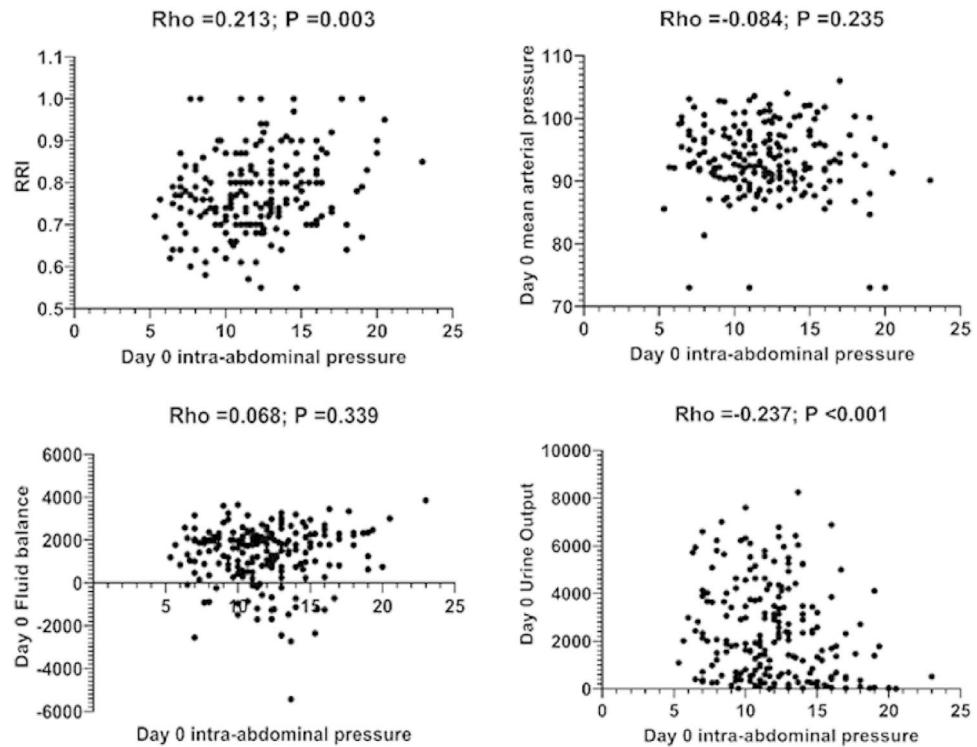 Rho =0.213; P =0.003
1.1
1.0
0.9
0.8
0.7
0.6
0.5
RRI
0 5 10 15 20 25
Day 0 intra-abdominal pressure
Rho =-0.084; P =0.235
110
100
90
80
70
Day 0 mean arterial pressure
0 5 10 15 20 25
Day 0 intra-abdominal pressure
Rho =0.068; P =0.339
6000
4000
2000
0
-2000
-4000
-6000
Day 0 Fluid balance
5 10 15 20 25
Day 0 intra-abdominal pressure
Rho =-0.237; P <0.001
10000
8000
6000
4000
2000
0
Day 0 Urine Output
0 5 10 15 20 25
Day 0 intra-abdominal pressure